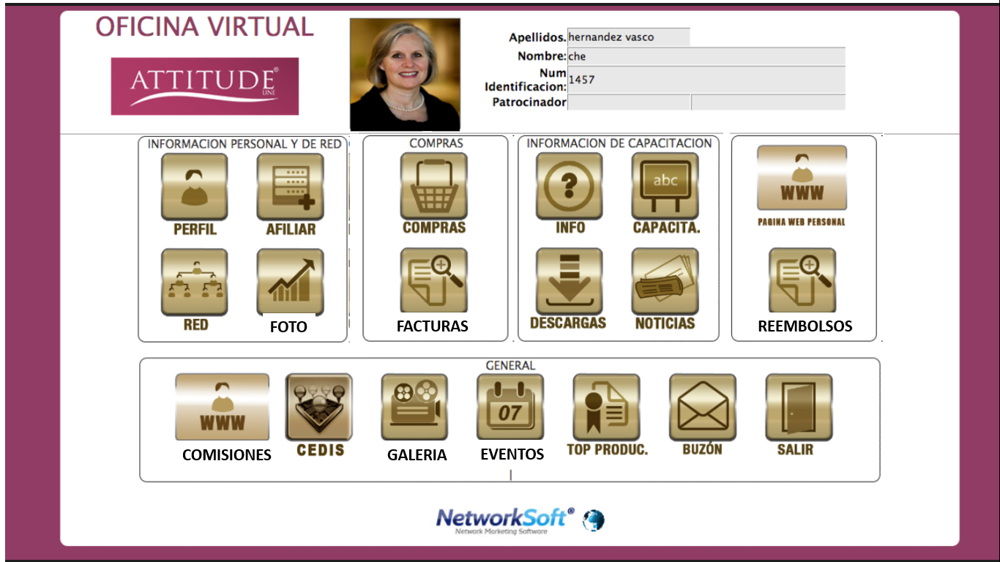 OFICINA VIRTUAL
ATTITUDE®
LINE
Apellidos. hernandez vasco
Nombre: che
Num
Identificacion: 1457
Patrocinador
INFORMACION PERSONAL Y DE RED
PERFIL AFILIAR
RED FOTO
COMPRAS
COMPRAS
FACTURAS
INFORMACION DE CAPACITACION
abc
INFO CAPACITA.
DESCARGAS NOTICIAS
WWW
PAGINA WEB PERSONAL
REEMBOLSOS
GENERAL
WWW 07
COMISIONES CEDIS GALERIA EVENTOS TOP PRODUC. BUZÓN SALIR
NetworkSoft®
Network Marketing Software